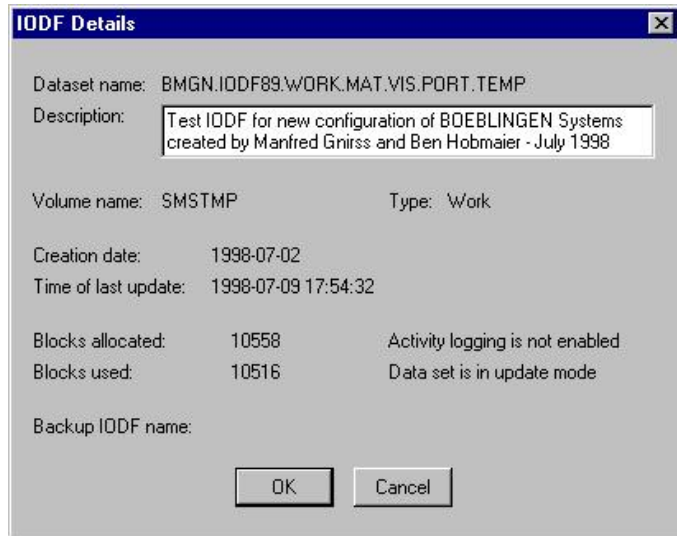 IODF Details
Dataset name: BMGN.IODF89.WORK.MAT.VIS.PORT.TEMP
Description: Test IODF for new configuration of BOEBLINGEN Systems
created by Manfred Gnirss and Ben Hobmaier - July 1998
Volume name: SMSTMP Type: Work
Creation date: 1998-07-02
Time of last update: 1998-07-09 17:54:32
Blocks allocated: 10558 Activity logging is not enabled
Blocks used: 10516 Data set is in update mode
Backup IODF name:
OK Cancel